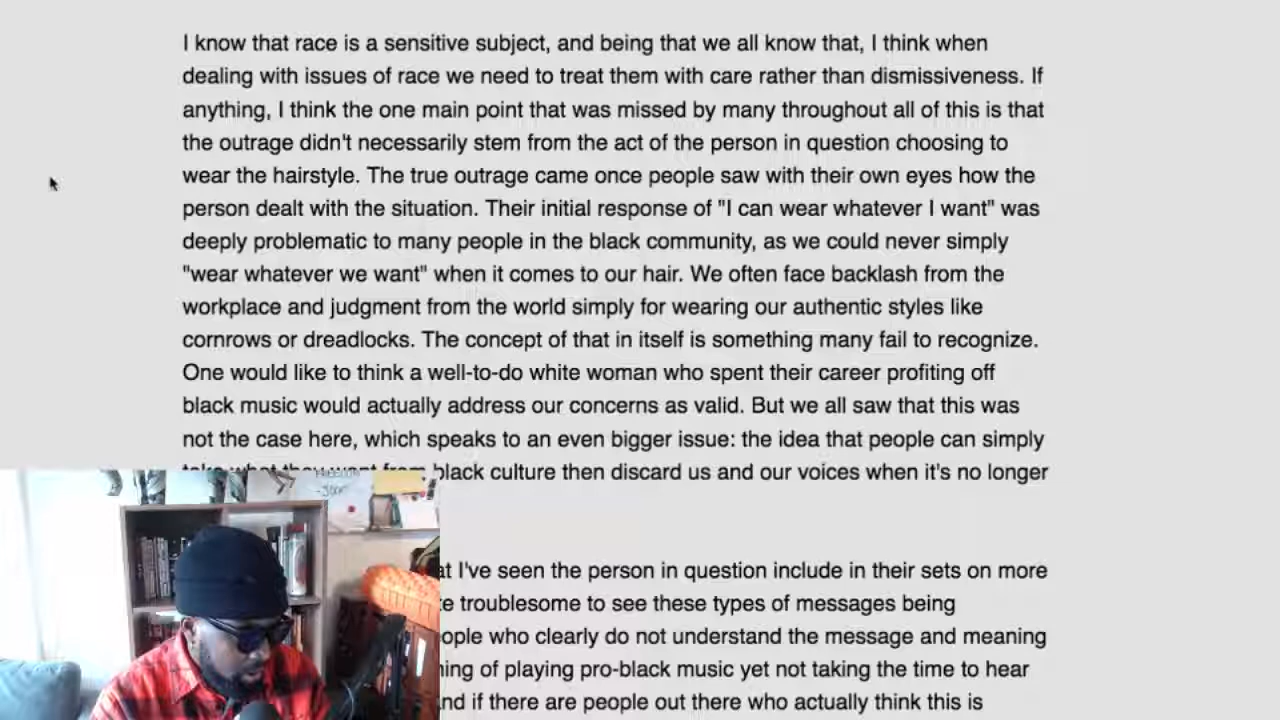 I know that race is a sensitive subject, and being that we all know that, I think when
dealing with issues of race we need to treat them with care rather than dismissiveness. If
anything, I think the one main point that was missed by many throughout all of this is that
the outrage didn't necessarily stem from the act of the person in question choosing to
wear the hairstyle. The true outrage came once people saw with their own eyes how the
person dealt with the situation. Their initial response of "I can wear whatever I want" was
deeply problematic to many people in the black community, as we could never simply
"wear whatever we want" when it comes to our hair. We often face backlash from the
workplace and judgment from the world simply for wearing our authentic styles like
cornrows or dreadlocks. The concept of that in itself is something many fail to recognize.
One would like to think a well-to-do white woman who spent their career profiting off
black music would actually address our concerns as valid. But we all saw that this was
not the case here, which speaks to an even bigger issue: the idea that people can simply
take what they want from black culture then discard us and our voices when it's no longer
I've seen the person in question include in their sets on more
troublesome to see these types of messages being
who clearly do not understand the message and meaning
of playing pro-black music yet not taking the time to hear
if there are people out there who actually think this is